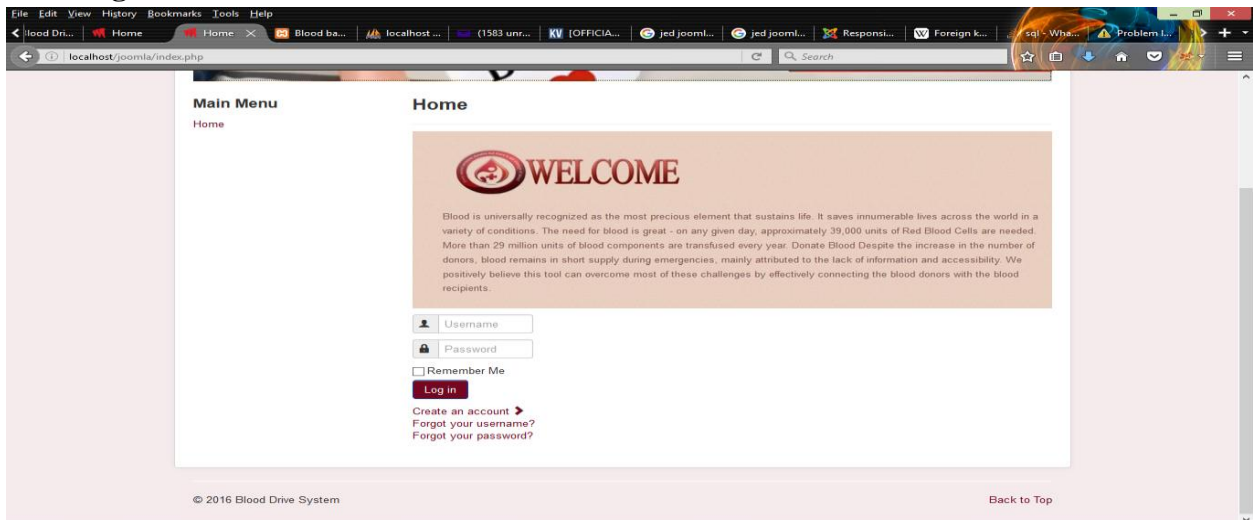 File Edit View History Bookmarks Tools Help
lood Dri... Home Home Blood ba... localhost ... (1583 unr... KV [OFFICIA... jed jooml... jed jooml... Responsi... W Foreign k... sql - Wha... Problem l...
localhost/joomla/index.php Search
Main Menu
Home
Home
WELCOME
Blood is universally recognized as the most precious element that sustains life. It saves innumerable lives across the world in a
variety of conditions. The need for blood is great - on any given day, approximately 39,000 units of Red Blood Cells are needed.
More than 29 million units of blood components are transfused every year. Donate Blood Despite the increase in the number of
donors, blood remains in short supply during emergencies, mainly attributed to the lack of information and accessibility. We
positively believe this tool can overcome most of these challenges by effectively connecting the blood donors with the blood
recipients.
Username
Password
Remember Me
Log in
Create an account
Forgot your username?
Forgot your password?
© 2016 Blood Drive System Back to Top